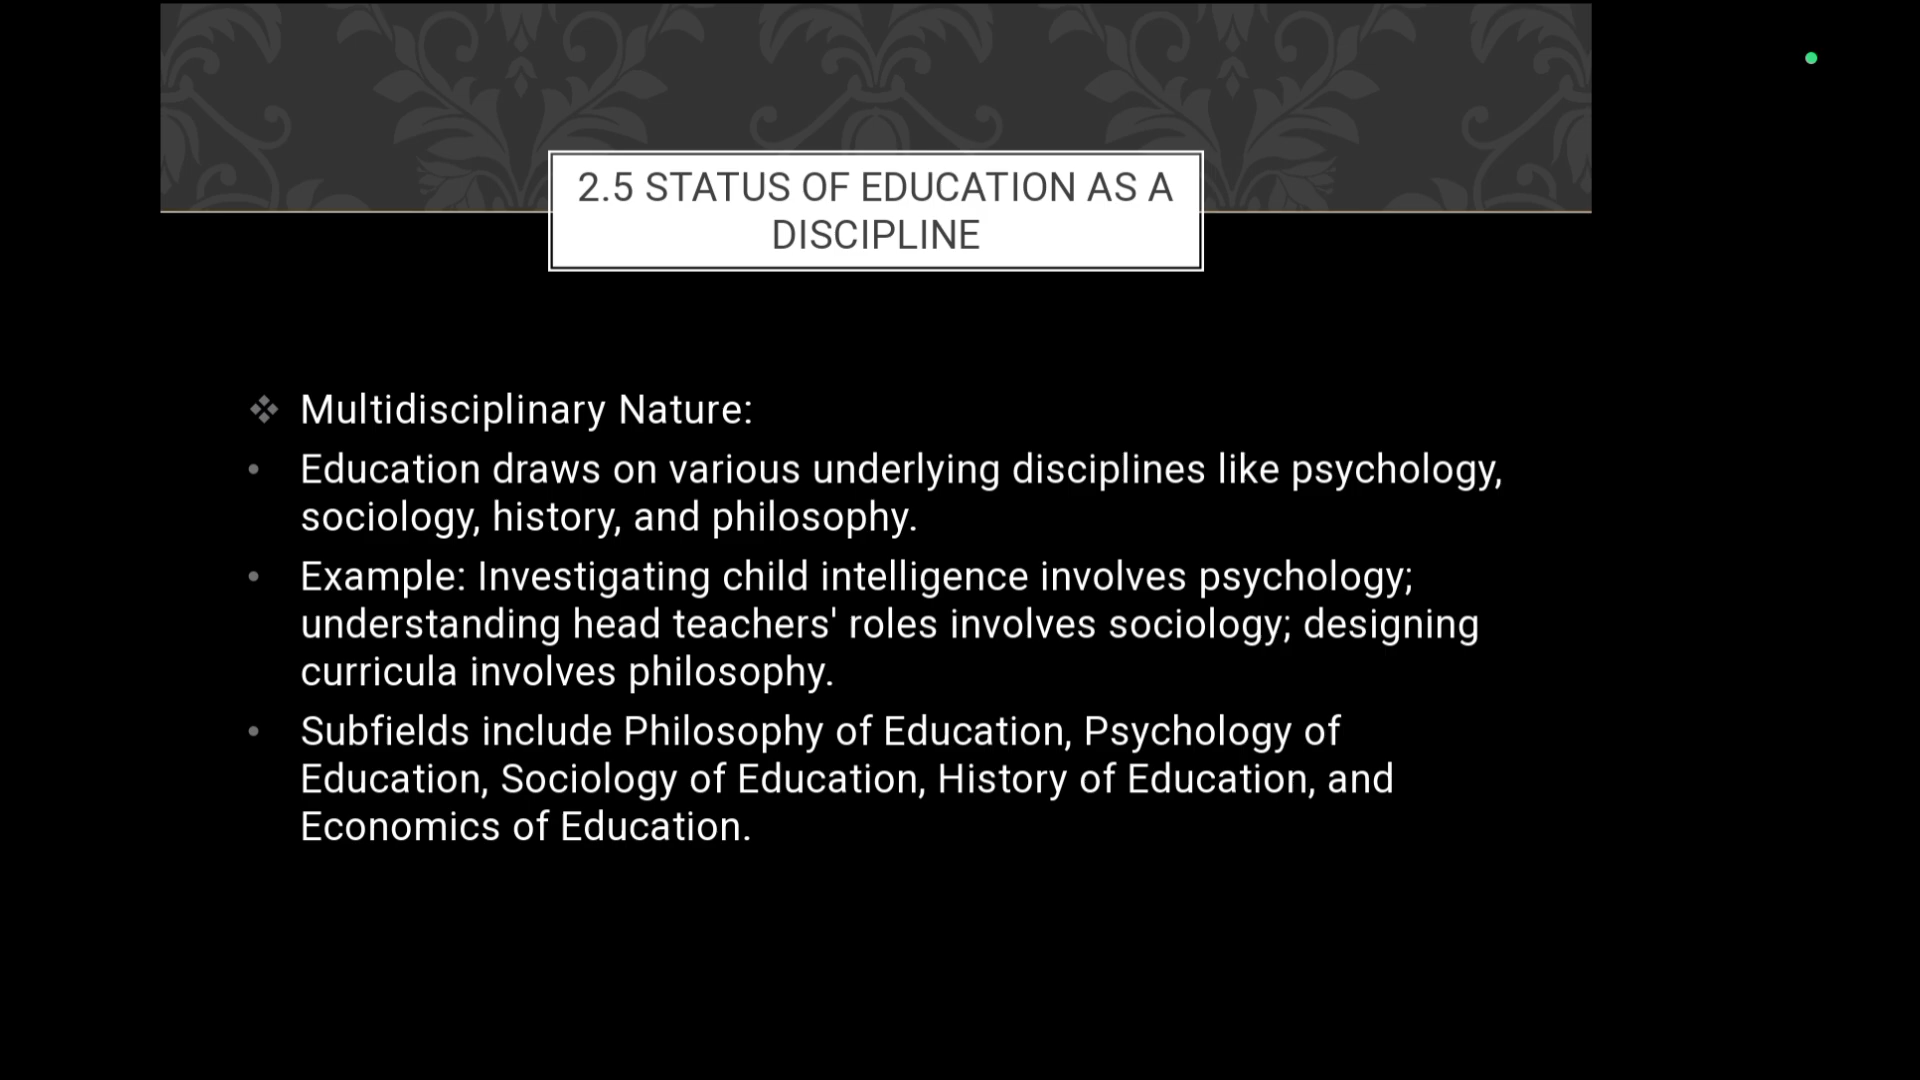 2.5 STATUS OF EDUCATION AS A
DISCIPLINE
❖ Multidisciplinary Nature:
• Education draws on various underlying disciplines like psychology,
sociology, history, and philosophy.
• Example: Investigating child intelligence involves psychology;
understanding head teachers' roles involves sociology; designing
curricula involves philosophy.
• Subfields include Philosophy of Education, Psychology of
Education, Sociology of Education, History of Education, and
Economics of Education.